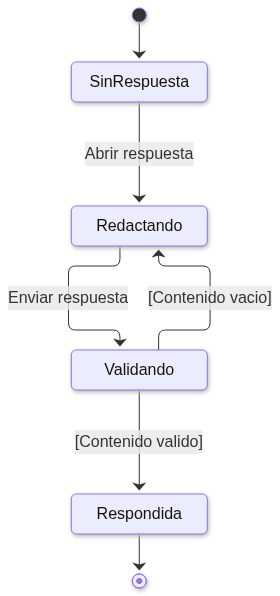 SinRespuesta
Abrir respuesta
Redactando
Enviar respuesta
[Contenido vacio]
Validando
[Contenido valido]
Respondida